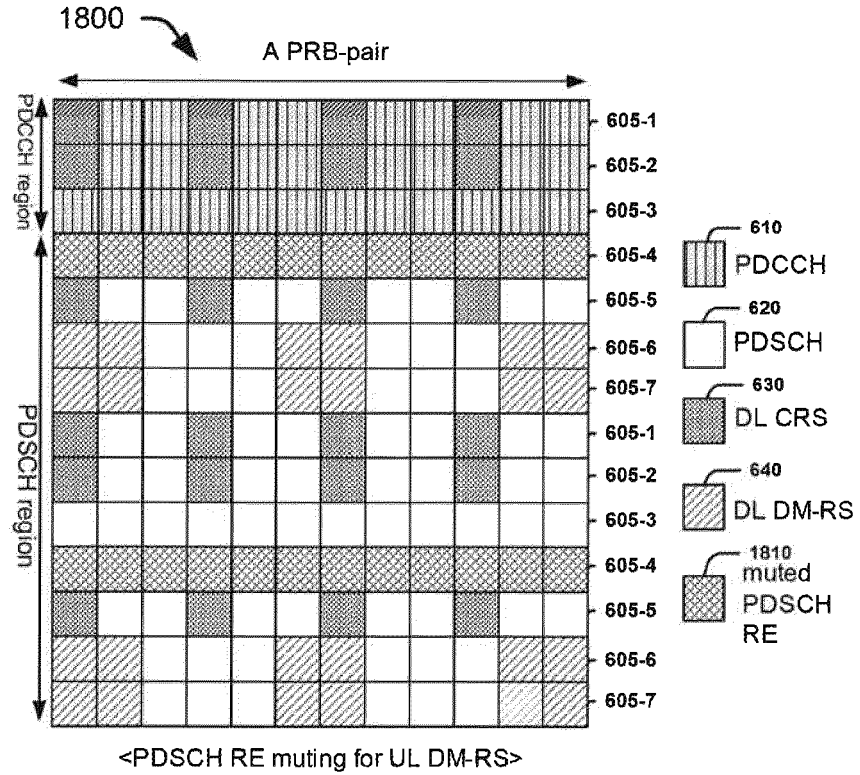 1800
A PRB-pair
PDCCH region
PDSCH region
605-1
605-2
605-3
605-4
605-5
605-6
605-7
605-1
605-2
605-3
605-4
605-5
605-6
605-7
610
PDCCH
620
PDSCH
630
DL CRS
640
DL DM-RS
1810
muted
PDSCH
RE
<PDSCH RE muting for UL DM-RS>